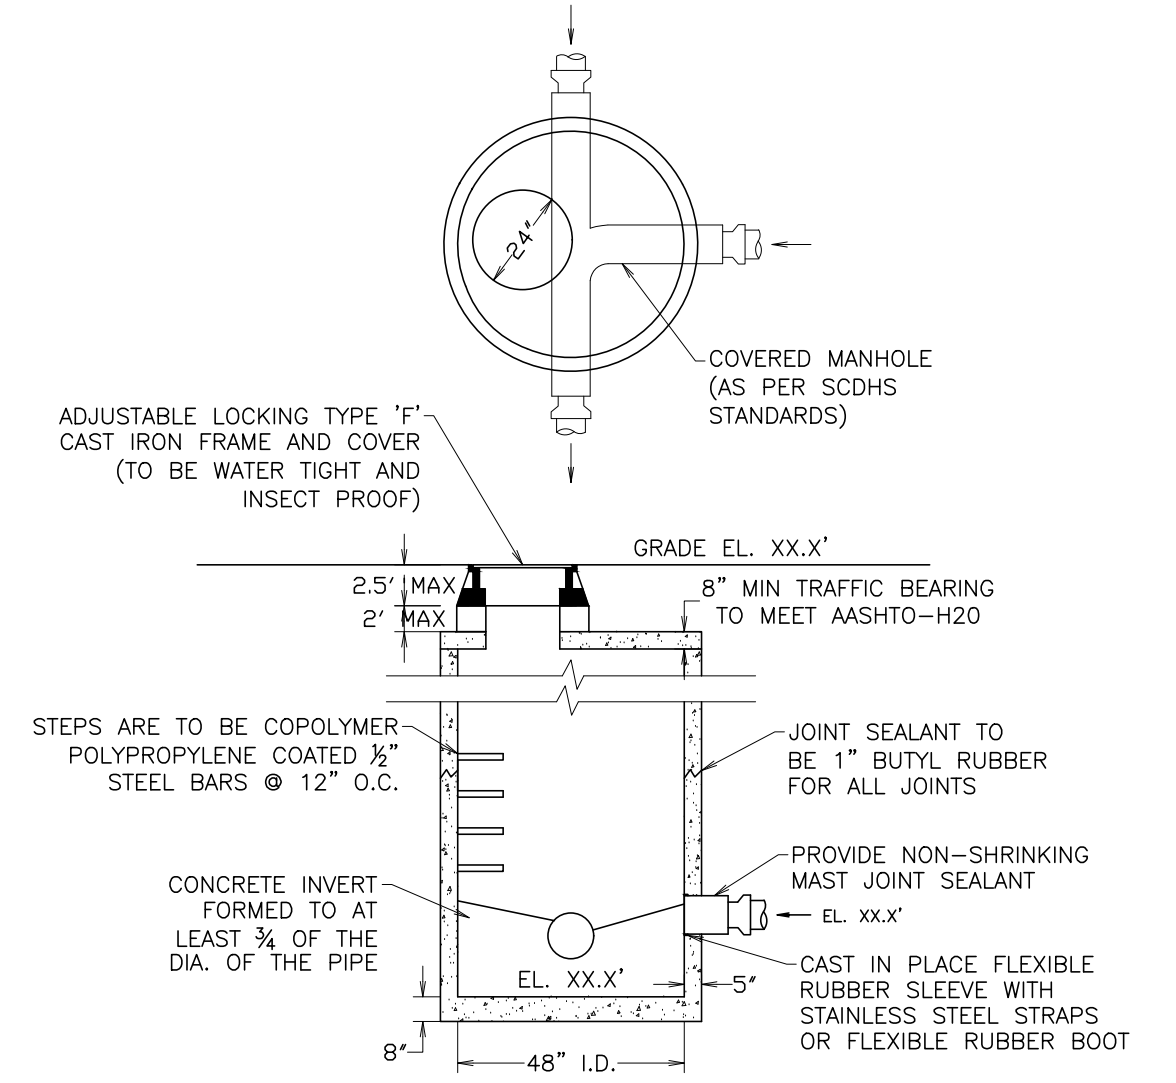 24"
COVERED MANHOLE
(AS PER SCDHS
STANDARDS)
ADJUSTABLE LOCKING TYPE 'F'
CAST IRON FRAME AND COVER
(TO BE WATER TIGHT AND
INSECT PROOF)
GRADE EL. XX.X'
2.5' MAX
2' MAX
8" MIN TRAFFIC BEARING
TO MEET AASHTO-H20
STEPS ARE TO BE COPOLYMER
POLYPROPYLENE COATED ½"
STEEL BARS @ 12" O.C.
JOINT SEALANT TO
BE 1" BUTYL RUBBER
FOR ALL JOINTS
PROVIDE NON-SHRINKING
MAST JOINT SEALANT
CONCRETE INVERT
FORMED TO AT
LEAST ¾ OF THE
DIA. OF THE PIPE
EL. XX.X'
EL. XX.X'
5"
CAST IN PLACE FLEXIBLE
RUBBER SLEEVE WITH
STAINLESS STEEL STRAPS
OR FLEXIBLE RUBBER BOOT
8"
48" I.D.